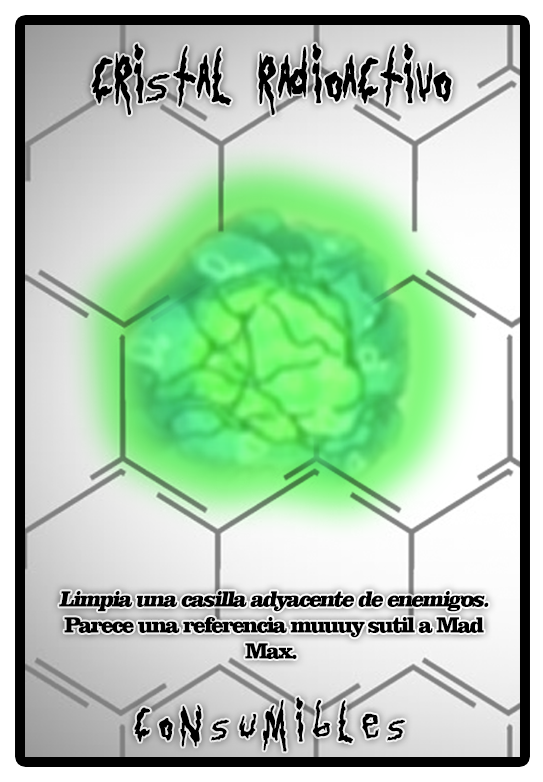 Cristal Radioactivo
Limpia una casilla adyacente de enemigos.
Parece una referencia muuuy sutil a Mad
Max.
Consumibles